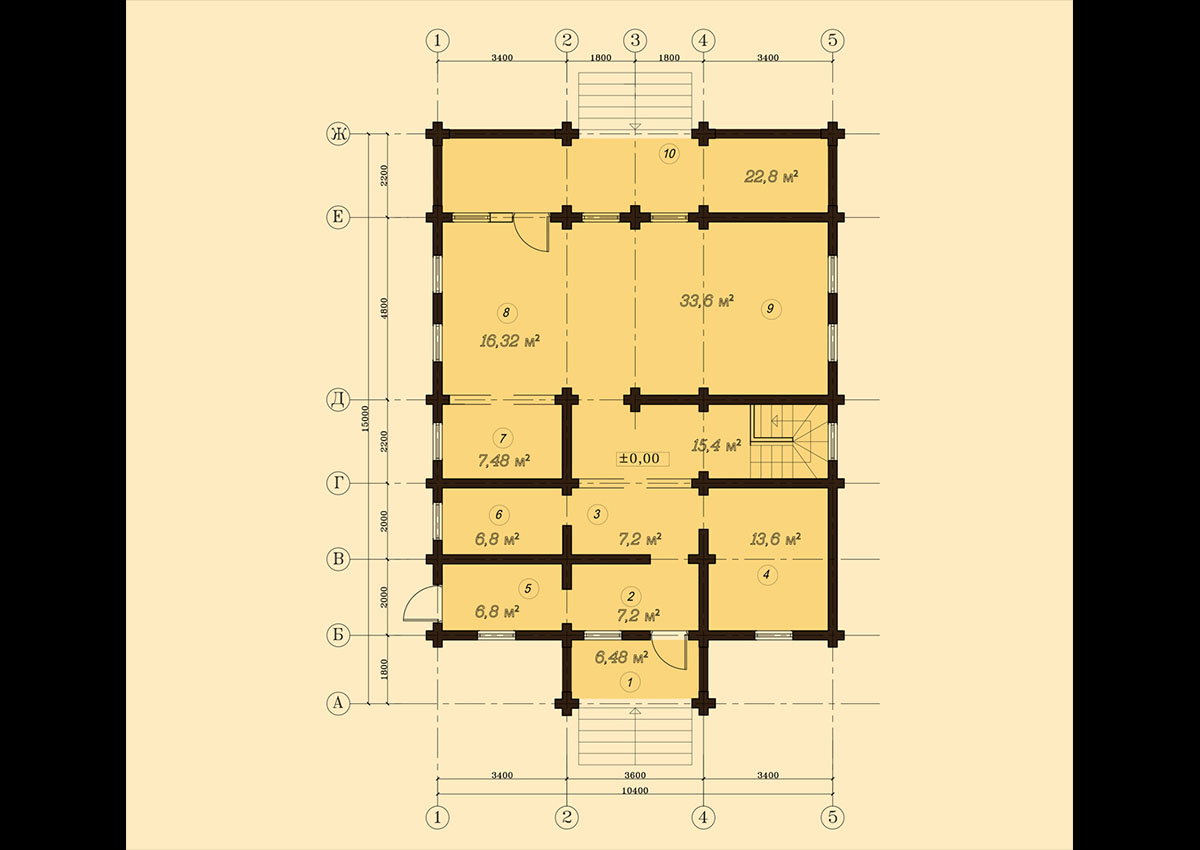 1 2 3 4 5
3400 1800 1800 3400
Ж
10
22,8 м²
2200
Е
33,6 м²
9
8
16,32 м²
4800
Д
15000
7
7,48 м²
15,4 м²
±0,00
2200
Г
6
6,8 м²
3
7,2 м²
13,6 м²
2000
В
4
5
6,8 м²
2
7,2 м²
2000
Б
6,48 м²
1
1800
А
3400 3600 3400
10400
1 2 4 5